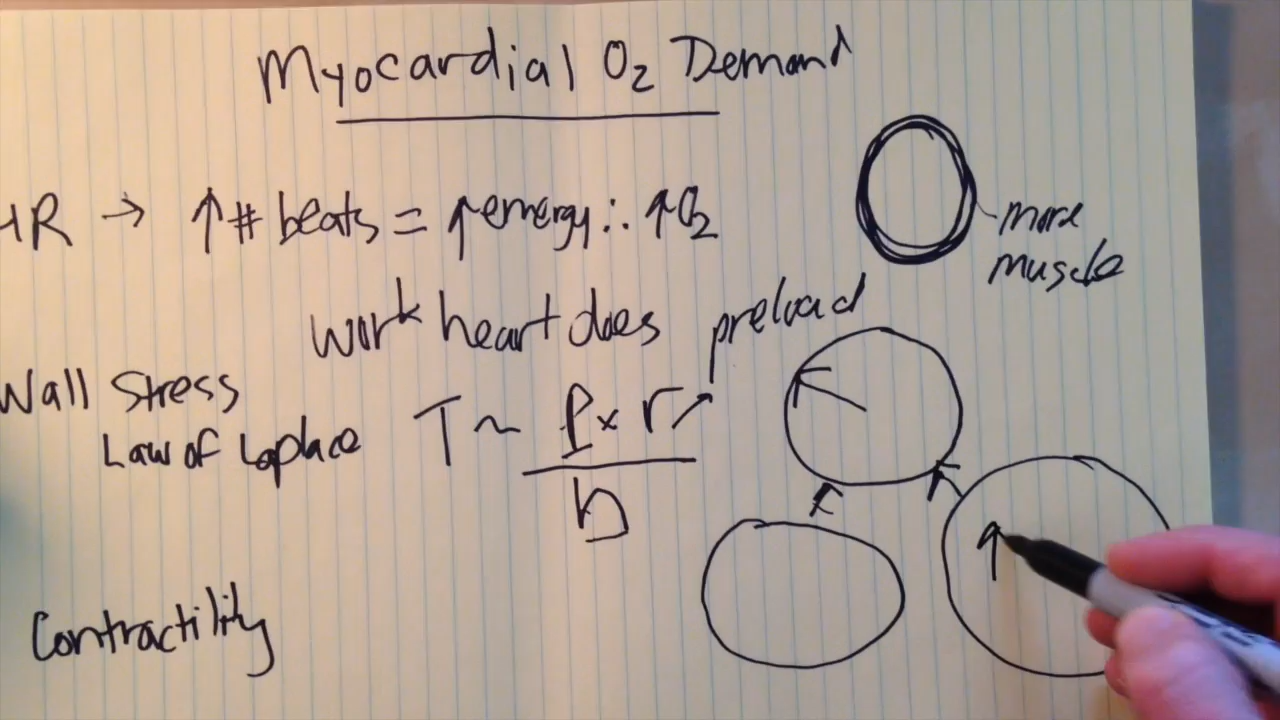 Myocardial O2 Demand
HR → ↑ # beats = ↑ energy ∴ ↑ O2
more
muscle
work heart does
preload
Wall Stress
Law of Laplace
T ~ P x r
h
Contractility
↑